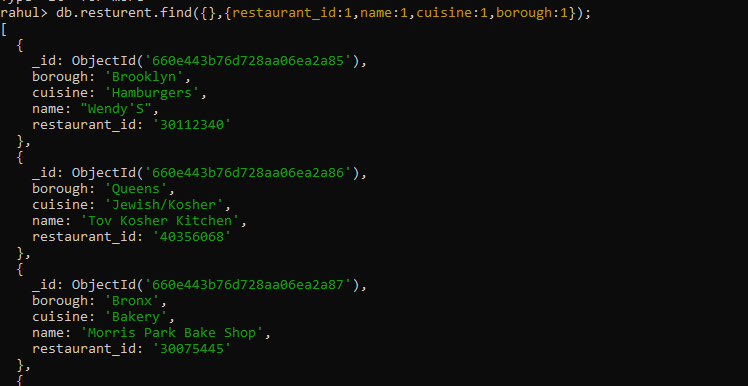 rahul> db.resturent.find({},{restaurant_id:1,name:1,cuisine:1,borough:1});
[
  {
    _id: ObjectId('660e443b76d728aa06ea2a85'),
    borough: 'Brooklyn',
    cuisine: 'Hamburgers',
    name: "Wendy'S",
    restaurant_id: '30112340'
  },
  {
    _id: ObjectId('660e443b76d728aa06ea2a86'),
    borough: 'Queens',
    cuisine: 'Jewish/Kosher',
    name: 'Tov Kosher Kitchen',
    restaurant_id: '40356068'
  },
  {
    _id: ObjectId('660e443b76d728aa06ea2a87'),
    borough: 'Bronx',
    cuisine: 'Bakery',
    name: 'Morris Park Bake Shop',
    restaurant_id: '30075445'
  },
  {